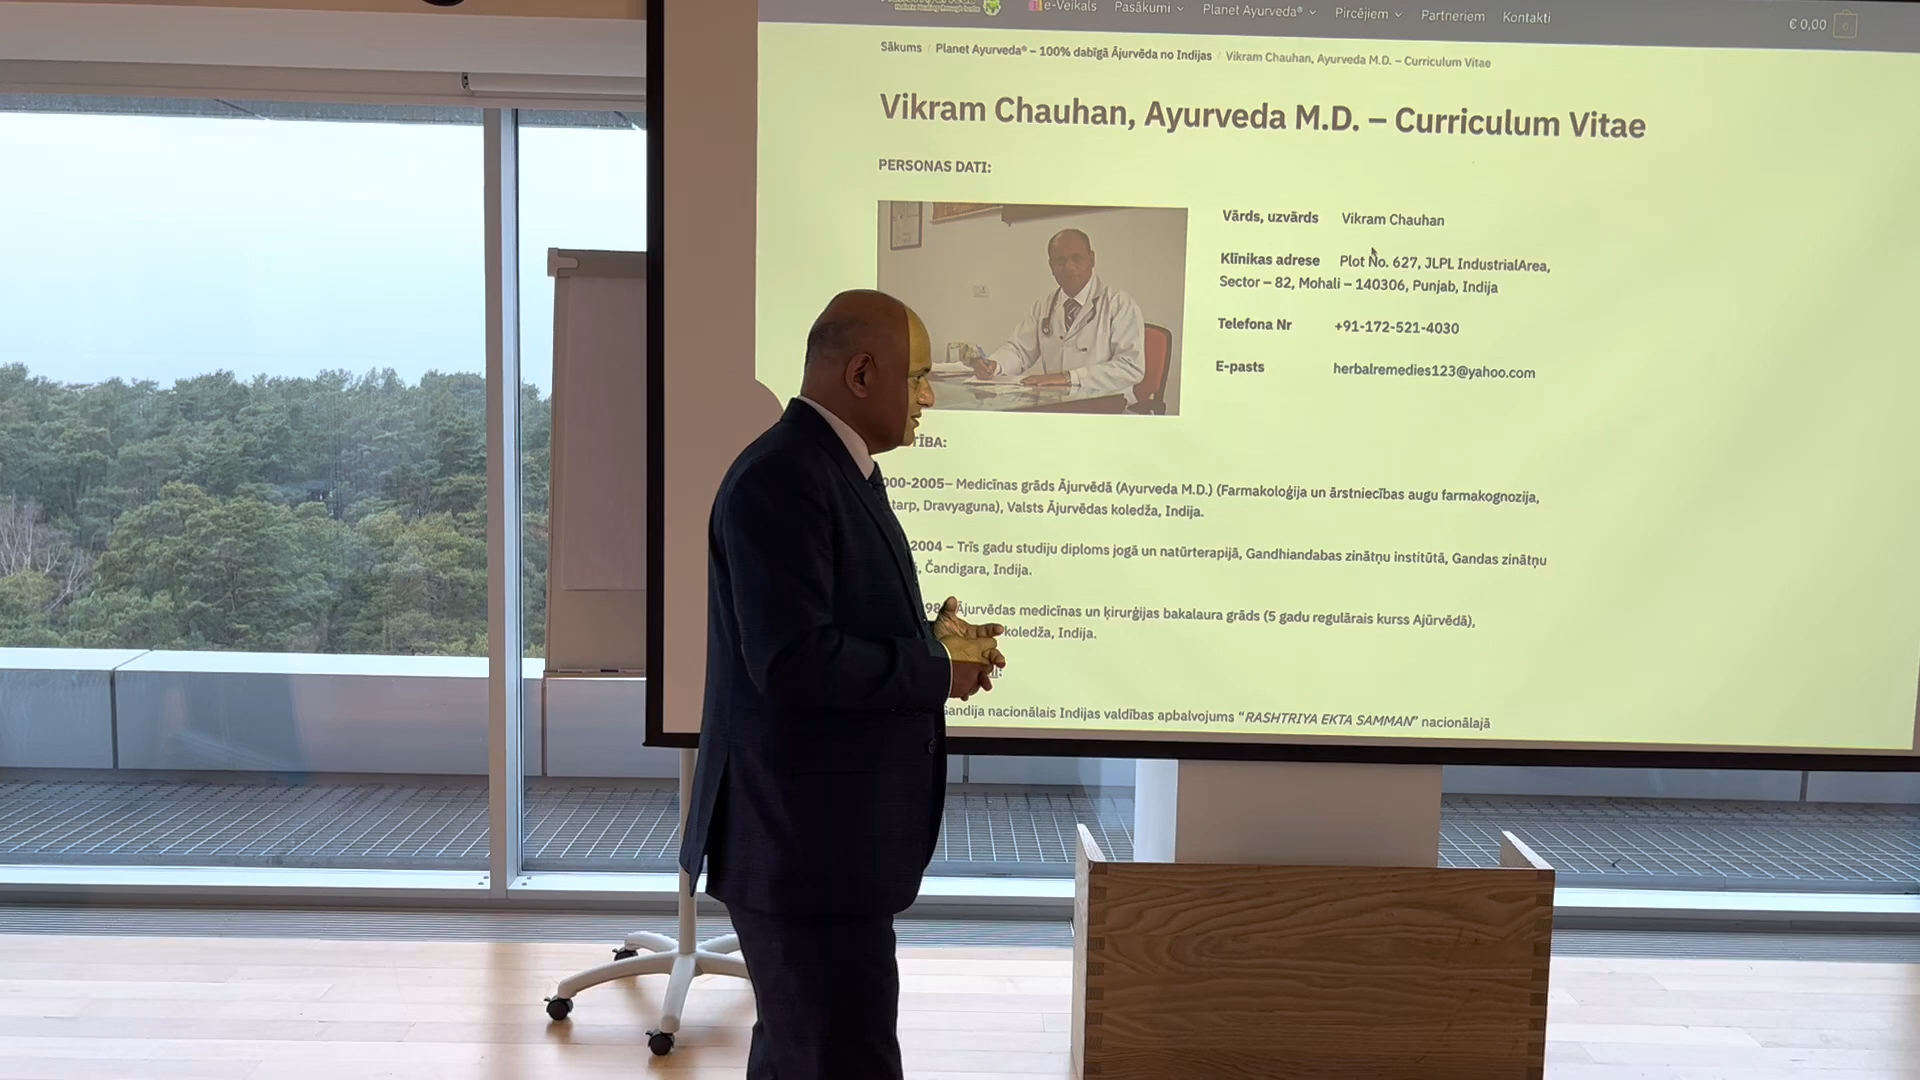 e-Veikals Pasākumi Planet Ayurveda® Pircējiem Partneriem Kontakti € 0,00 0
Sākums / Planet Ayurveda® – 100% dabīgā Ājurvēda no Indijas / Vikram Chauhan, Ayurveda M.D. – Curriculum Vitae
Vikram Chauhan, Ayurveda M.D. – Curriculum Vitae
PERSONAS DATI:
Vārds, uzvārds Vikram Chauhan
Klīnikas adrese Plot No. 627, JLPL IndustrialArea,
Sector – 82, Mohali – 140306, Punjab, Indija
Telefona Nr +91-172-521-4030
E-pasts herbalremedies123@yahoo.com
TĪBA:
000-2005– Medicīnas grāds Ājurvēdā (Ayurveda M.D.) (Farmakoloģija un ārstniecības augu farmakognozija,
tarp, Dravyaguna), Valsts Ājurvēdas koledža, Indija.
2004 – Trīs gadu studiju diploms jogā un natūrterapijā, Gandhiandabas zinātņu institūtā, Gandas zinātņu
, Čandigara, Indija.
98 Ājurvēdas medicīnas un ķirurģijas bakalaura grāds (5 gadu regulārais kurss Ajūrvēdā),
koledža, Indija.
Gandija nacionālais Indijas valdības apbalvojums “RASHTRIYA EKTA SAMMAN” nacionālajā